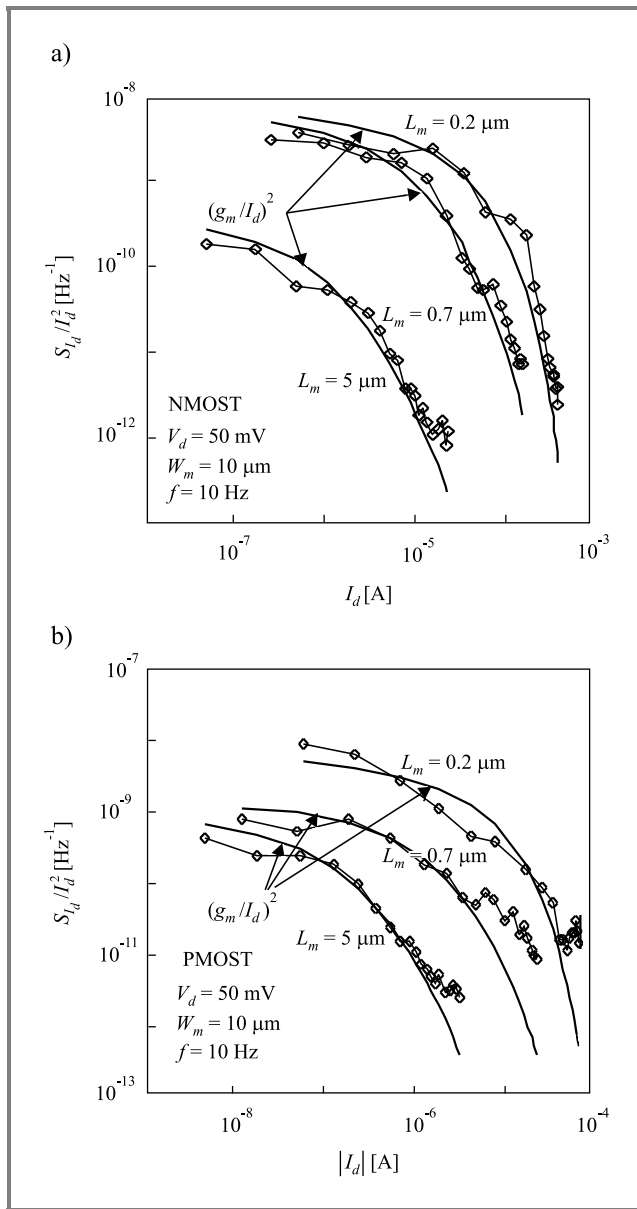 a)
10⁻⁸
L_m = 0.2 μm
(g_m/I_d)²
10⁻¹⁰
S_{I_d}/I_d² [Hz⁻¹]
L_m = 0.7 μm
L_m = 5 μm
NMOST
V_d = 50 mV
W_m = 10 μm
f = 10 Hz
10⁻¹²
10⁻⁷ 10⁻⁵ 10⁻³
I_d [A]
b)
10⁻⁷
L_m = 0.2 μm
10⁻⁹
S_{I_d}/I_d² [Hz⁻¹]
L_m = 0.7 μm
(g_m/I_d)²
L_m = 5 μm
10⁻¹¹
PMOST
V_d = 50 mV
W_m = 10 μm
f = 10 Hz
10⁻¹³
10⁻⁸ 10⁻⁶ 10⁻⁴
|I_d| [A]